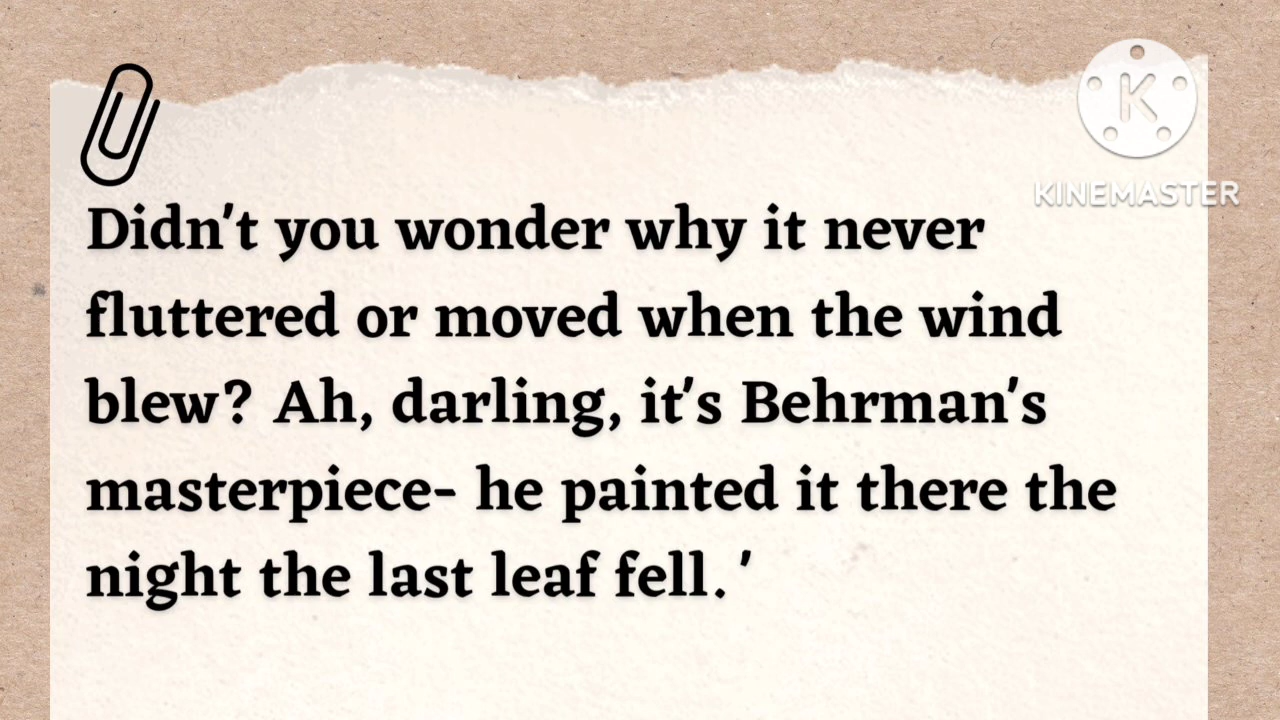 K
KINEMASTER
Didn't you wonder why it never
fluttered or moved when the wind
blew? Ah, darling, it's Behrman's
masterpiece- he painted it there the
night the last leaf fell. '